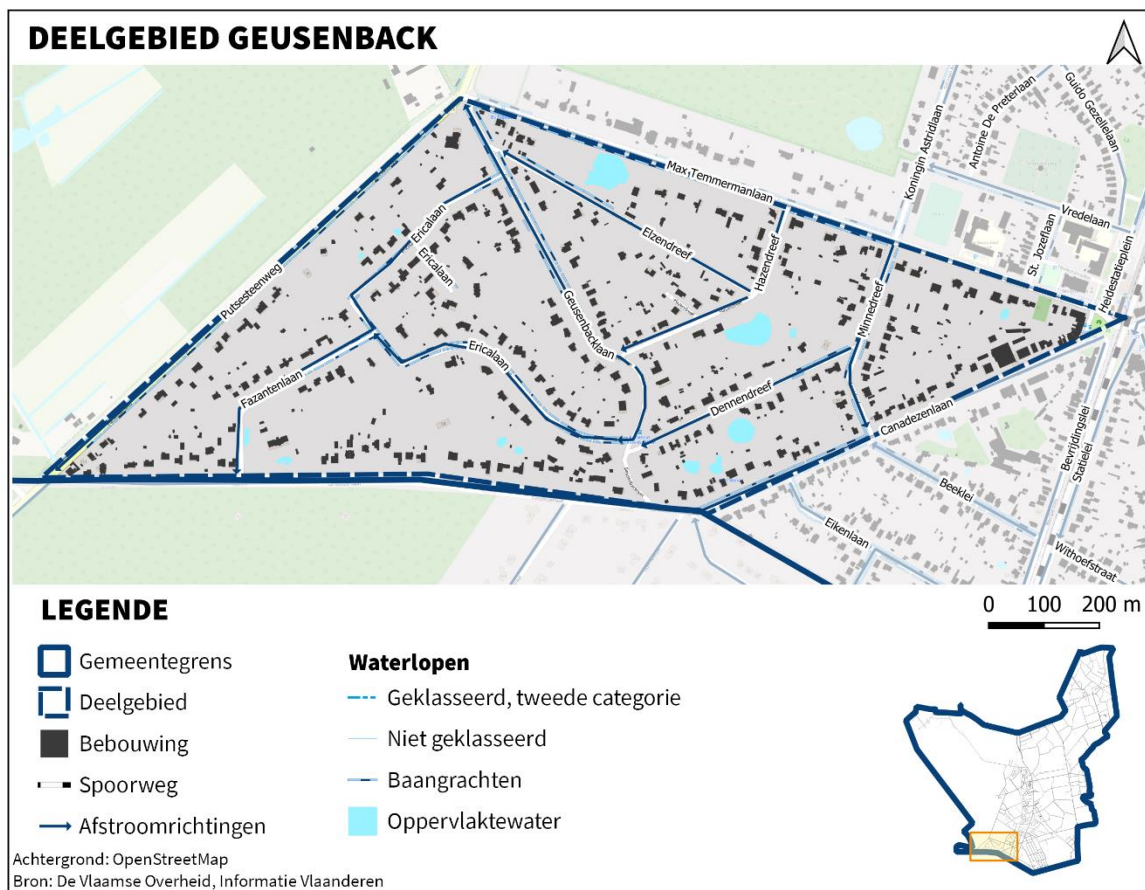 DEELGEBIED GEUSENBACK
Koningin Astridlaan
Antoine De Preterlaan
Guido Gezellelaan
Max Temmermanlaan
Vredelaan
St. Jozeflaan
Heidestatieplein
Ericalaan
Ericalaan
Elzendreef
Hazendreef
Putsesteenweg
Geusenbacklaan
Minnedreef
Ericalaan
Fazantenlaan
Dennendreef
Canadezenlaan
Bevrijdingslei
Statielei
Beeklei
Eikenlaan
Withoefstraat
LEGENDE
0 100 200 m
Gemeentegrens
Deelgebied
Bebouwing
Spoorweg
Afstroomrichtingen
Waterlopen
Geklasseerd, tweede categorie
Niet geklasseerd
Baangrachten
Oppervlaktewater
Achtergrond: OpenStreetMap
Bron: De Vlaamse Overheid, Informatie Vlaanderen